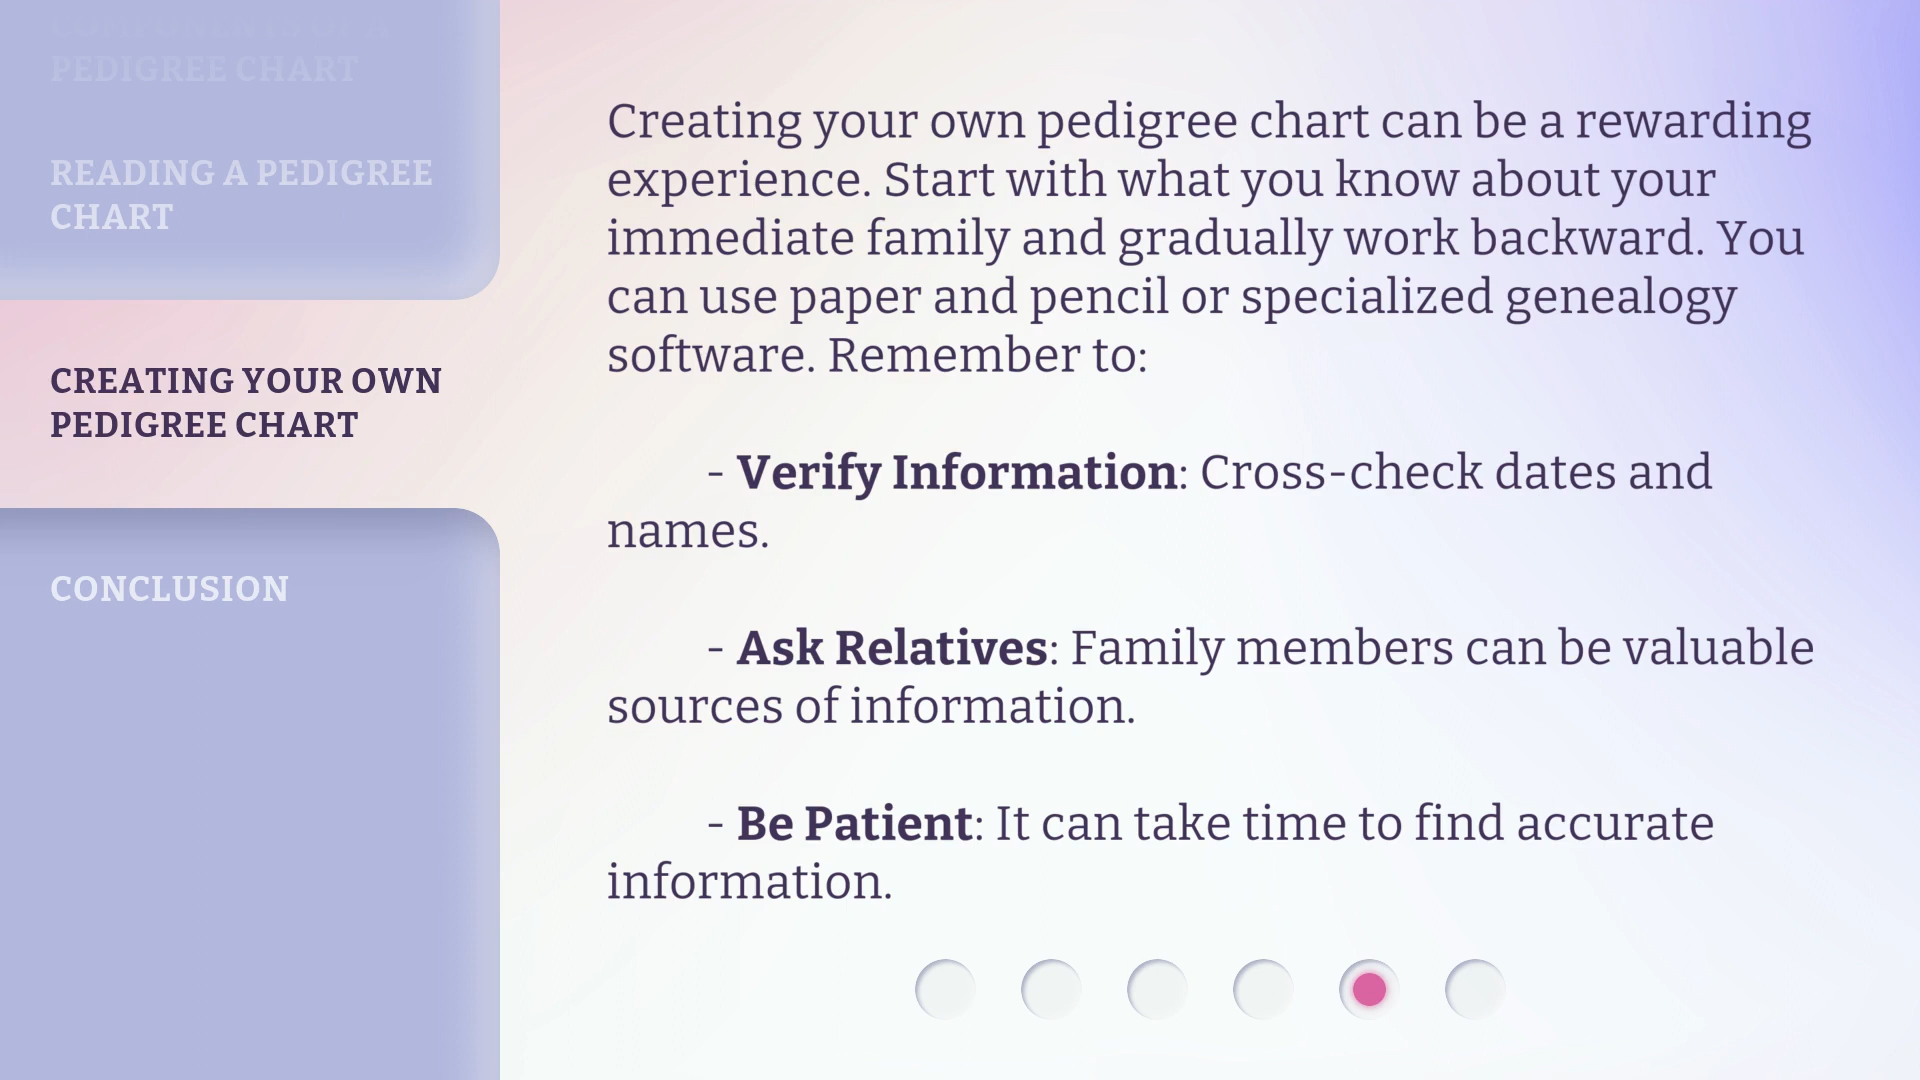 COMPONENTS OF A
PEDIGREE CHART
READING A PEDIGREE
CHART
CREATING YOUR OWN
PEDIGREE CHART
CONCLUSION
Creating your own pedigree chart can be a rewarding
experience. Start with what you know about your
immediate family and gradually work backward. You
can use paper and pencil or specialized genealogy
software. Remember to:
- Verify Information: Cross-check dates and
names.
- Ask Relatives: Family members can be valuable
sources of information.
- Be Patient: It can take time to find accurate
information.